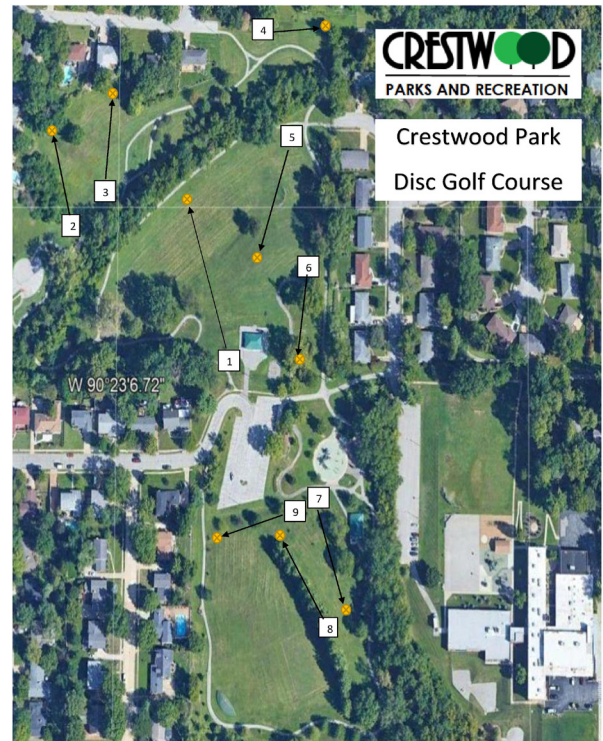 4
CRESTWOOD
PARKS AND RECREATION
Crestwood Park
Disc Golf Course
5
3
2
6
1
W 90°23'6.72"
7
9
8